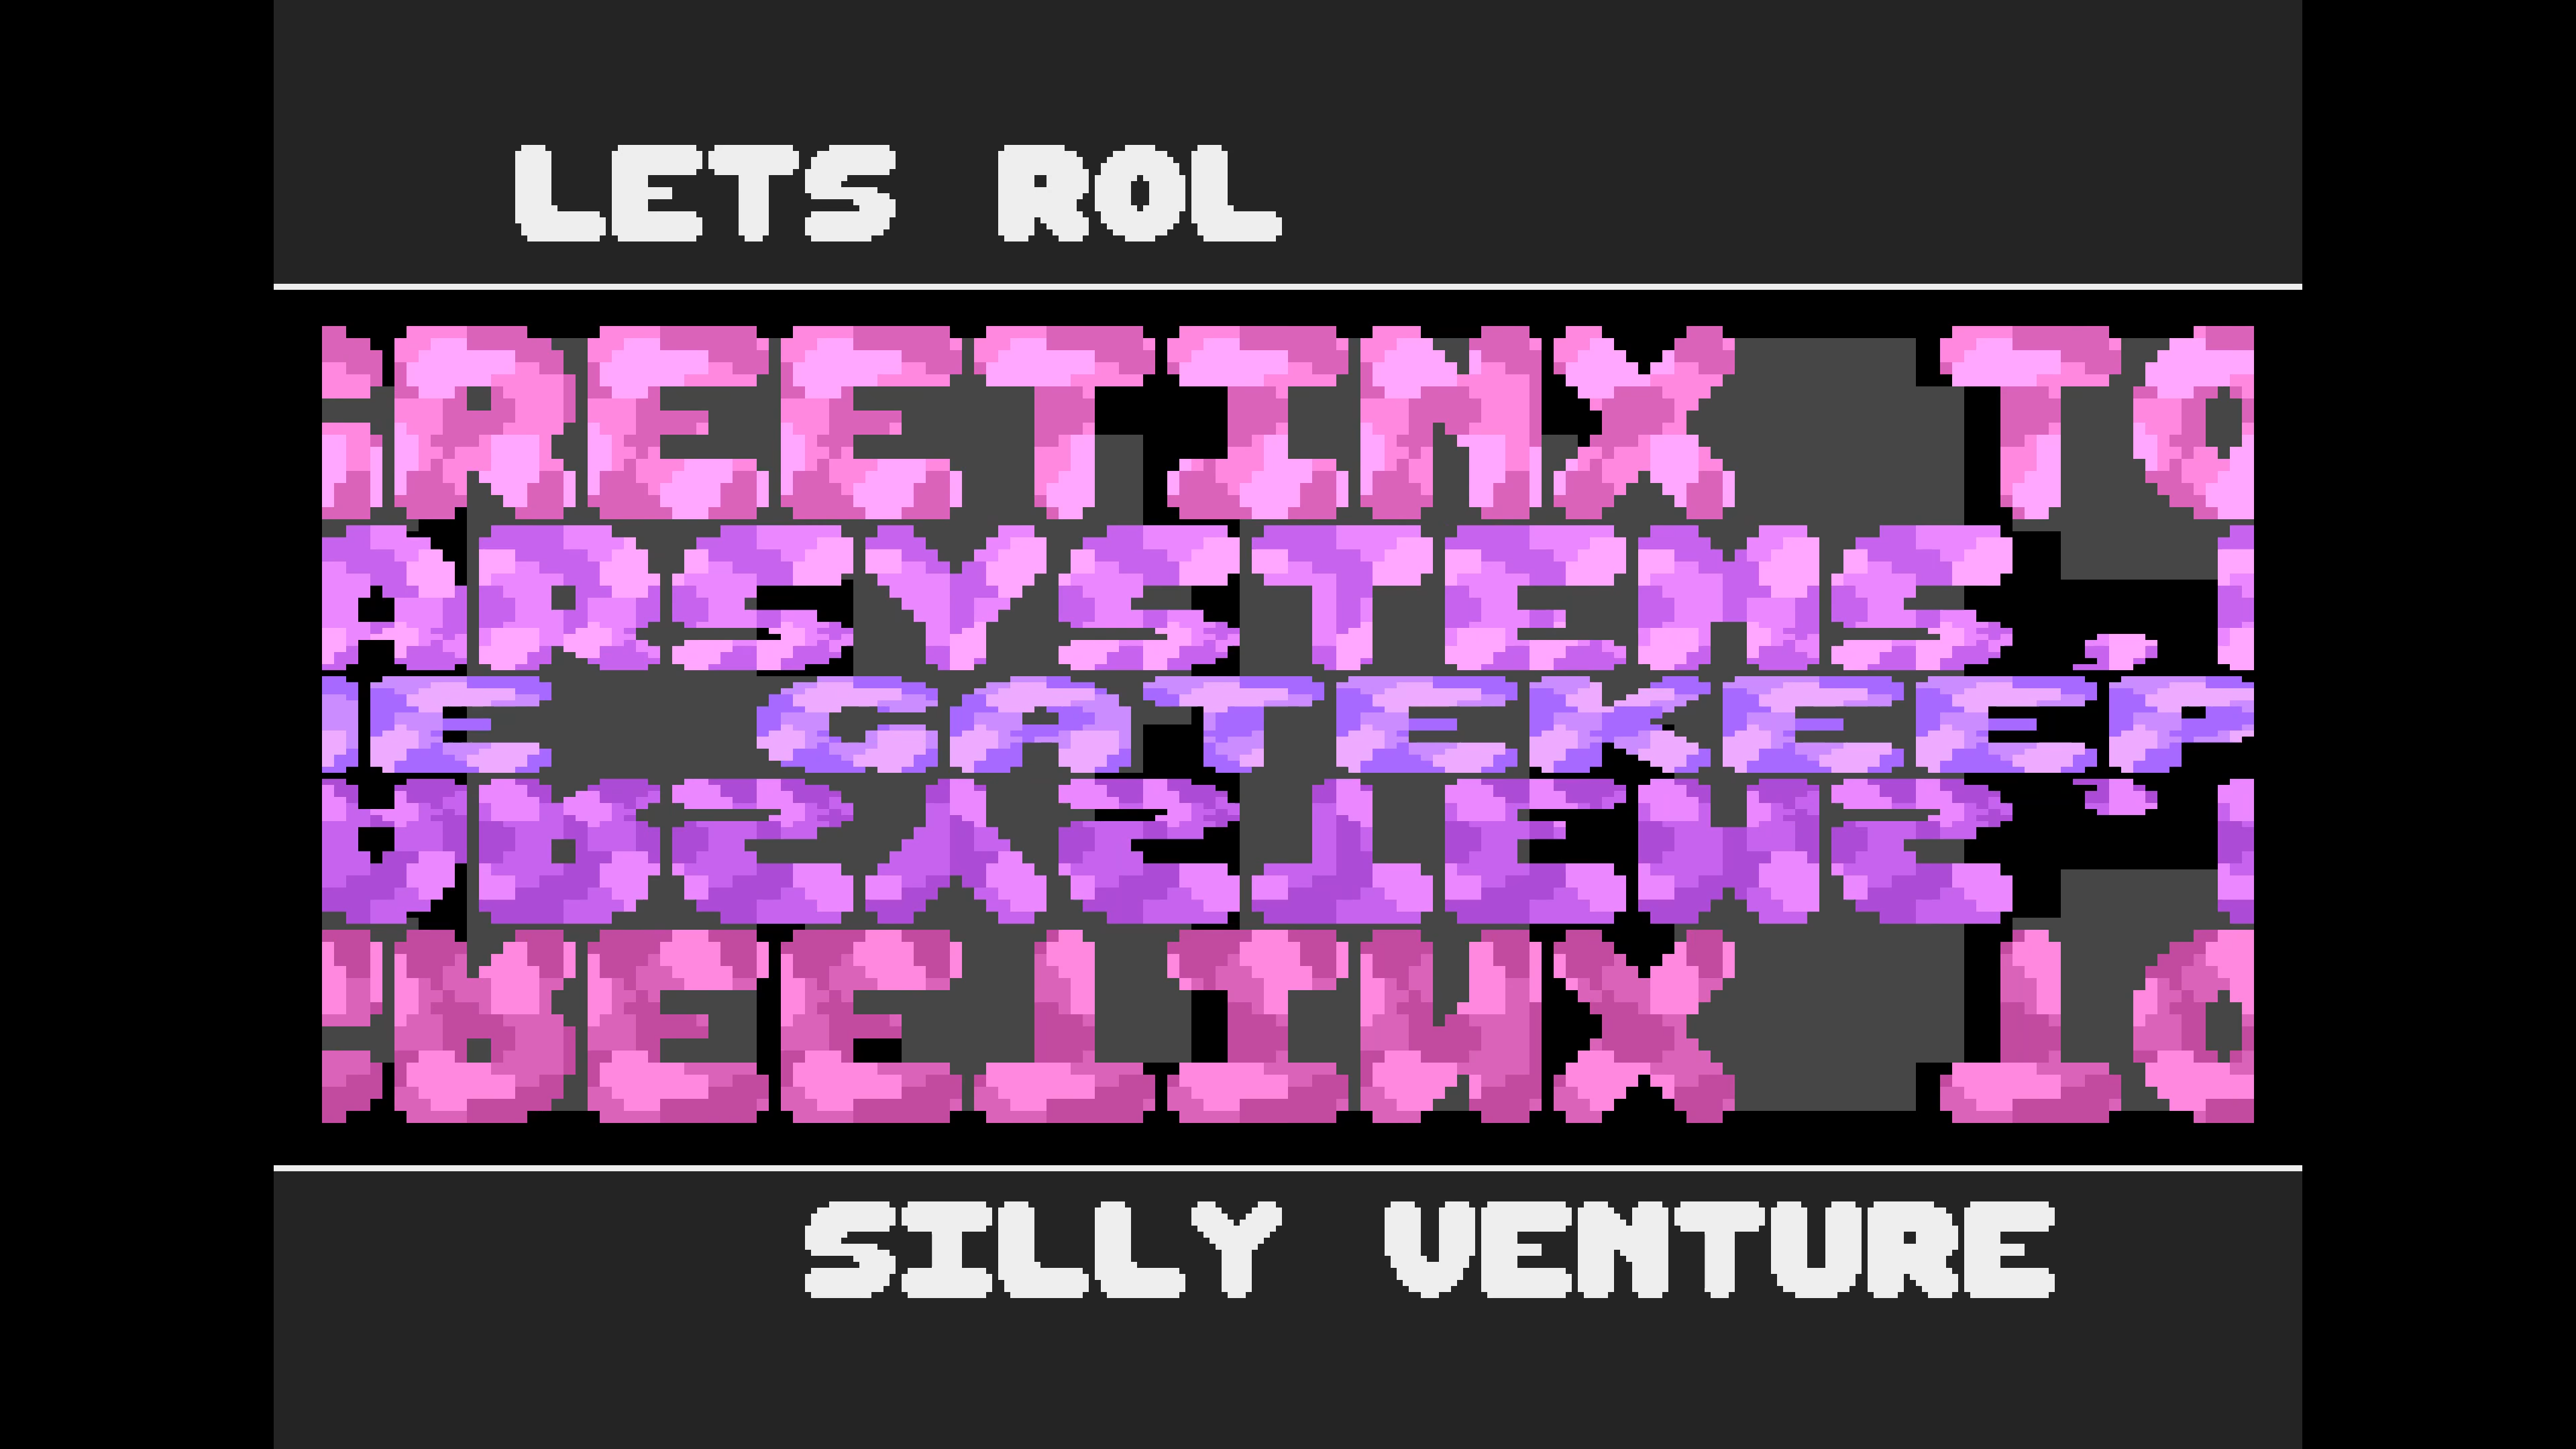 LETS ROL
GREETINX TO
ARSYSTEMS,
E GATEKEEP
SILLY VENTURE